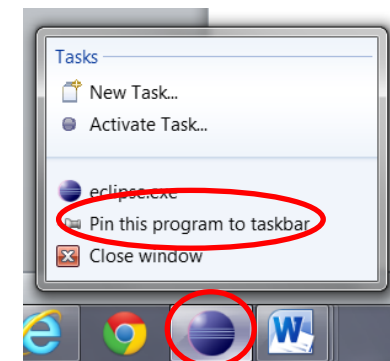 Tasks
New Task...
Activate Task...
eclipse.exe
Pin this program to taskbar
Close window
W